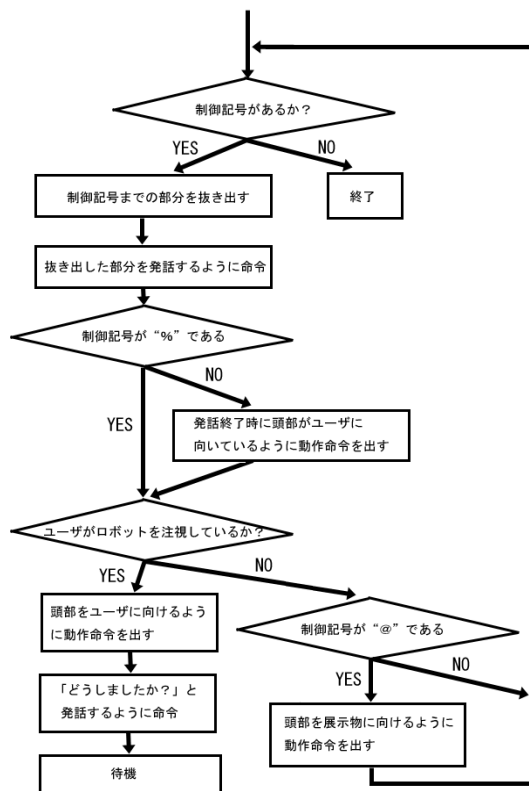 制御記号があるか？
YES
NO
制御記号までの部分を抜き出す
終了
抜き出した部分を発話するように命令
制御記号が“%”である
NO
YES
発話終了時に頭部がユーザに
向いているように動作命令を出す
ユーザがロボットを注視しているか？
YES
NO
頭部をユーザに向けるよう
に動作命令を出す
制御記号が“@”である
YES
NO
「どうしましたか？」と
発話するように命令
頭部を展示物に向けるように
動作命令を出す
待機